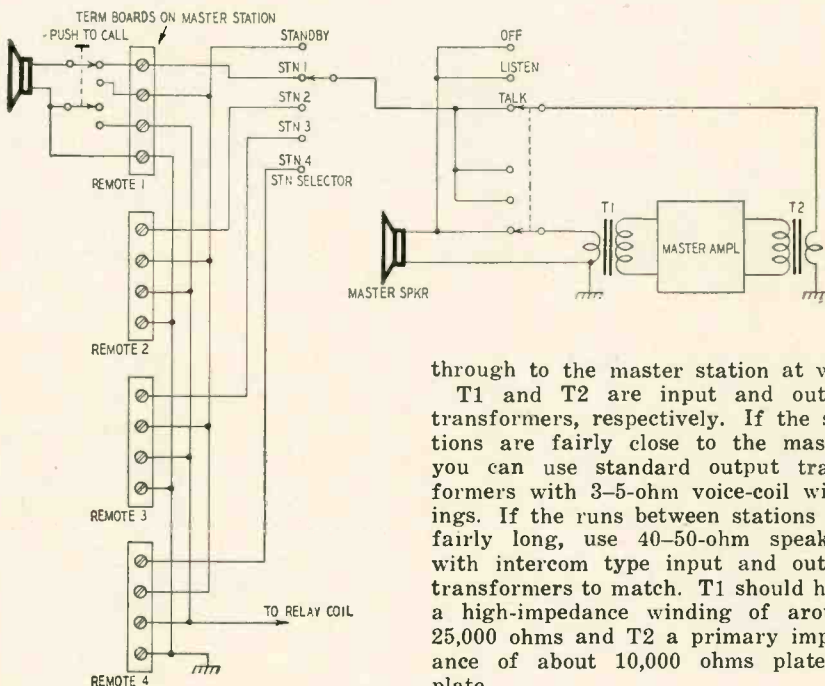 TERM BOARDS ON MASTER STATION
PUSH TO CALL
REMOTE 1
REMOTE 2
REMOTE 3
REMOTE 4
STANDBY
STN 1
STN 2
STN 3
STN 4
STN SELECTOR
TO RELAY COIL
OFF
LISTEN
TALK
MASTER SPKR
T1
MASTER AMPL
T2
through to the master station at
T1 and T2 are input and out
transformers, respectively. If the s
tions are fairly close to the mas
you can use standard output tra
formers with 3–5-ohm voice-coil wi
ings. If the runs between stations
fairly long, use 40–50-ohm speak
with intercom type input and out
transformers to match. T1 should h
a high-impedance winding of arou
25,000 ohms and T2 a primary imp
ance of about 10,000 ohms plate